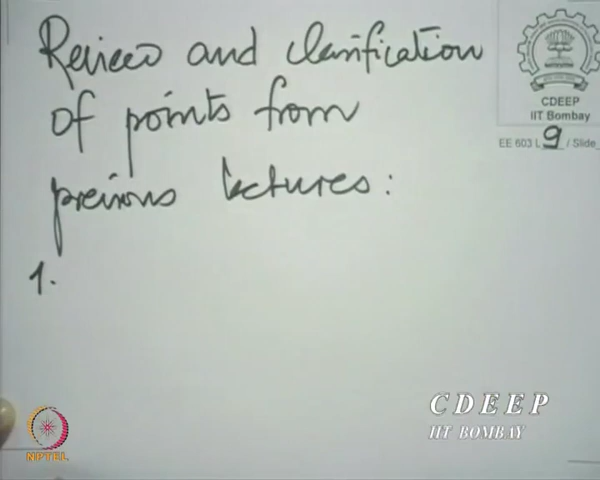 Review and clarification
of points from
previous lectures:
1.
CDEEP
IIT Bombay
EE 603 L 9 / Slide_
CDEEP
IIT BOMBAY
NPTEL